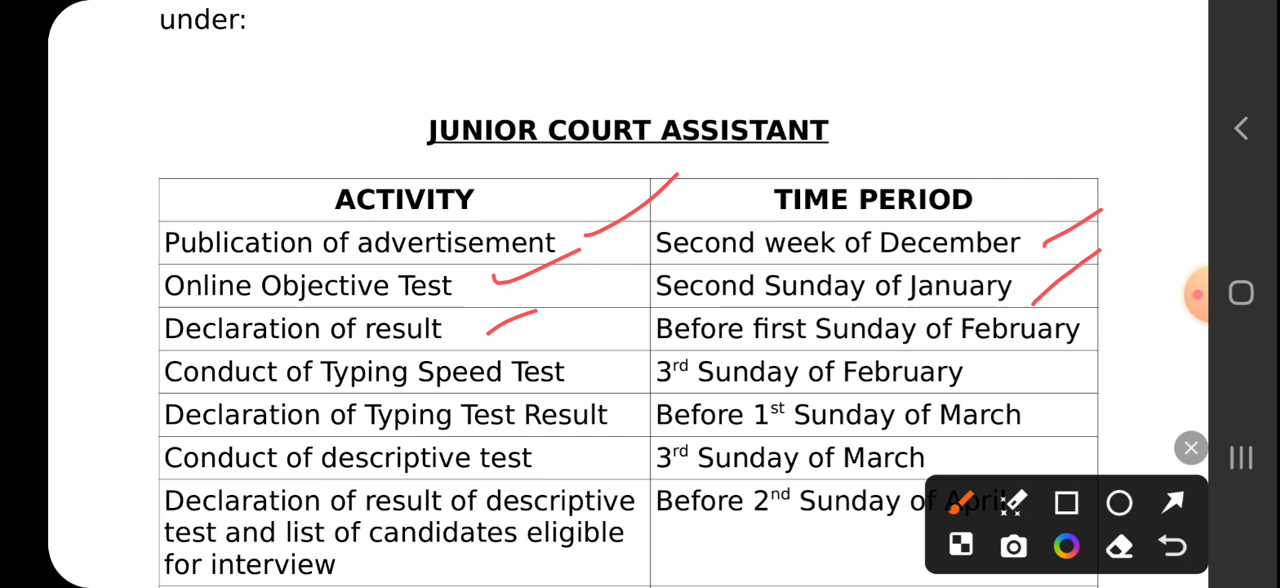 under:
JUNIOR COURT ASSISTANT
ACTIVITY TIME PERIOD
Publication of advertisement Second week of December
Online Objective Test Second Sunday of January
Declaration of result Before first Sunday of February
Conduct of Typing Speed Test 3rd Sunday of February
Declaration of Typing Test Result Before 1st Sunday of March
Conduct of descriptive test 3rd Sunday of March
Declaration of result of descriptive Before 2nd Sunday of April
test and list of candidates eligible
for interview